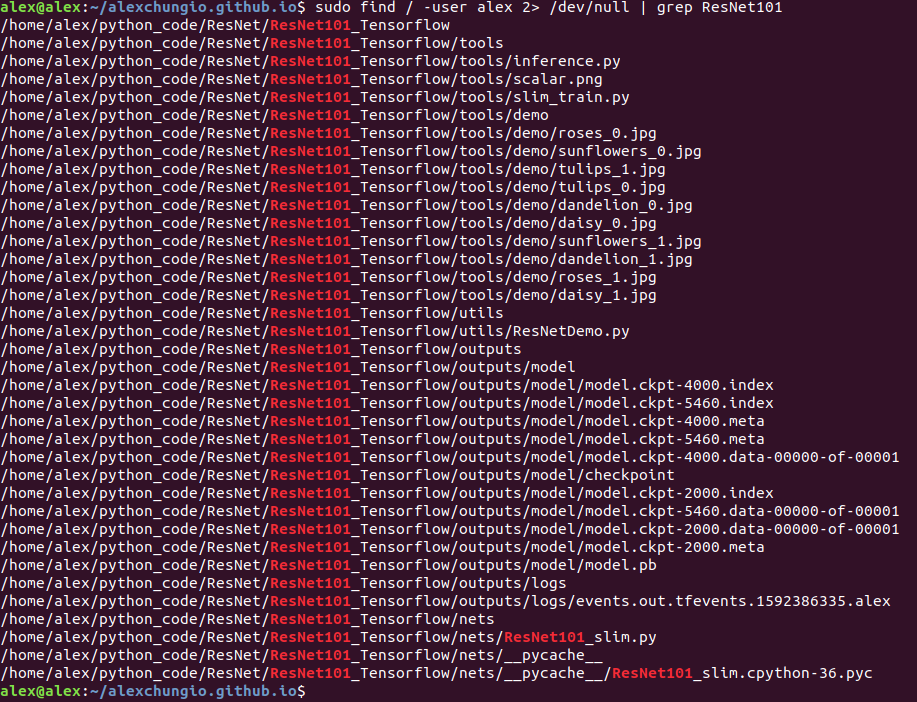 alex@alex:~/alexchungio.github.io$ sudo find / -user alex 2> /dev/null | grep ResNet101
/home/alex/python_code/ResNet/ResNet101_Tensorflow
/home/alex/python_code/ResNet/ResNet101_Tensorflow/tools
/home/alex/python_code/ResNet/ResNet101_Tensorflow/tools/inference.py
/home/alex/python_code/ResNet/ResNet101_Tensorflow/tools/scalar.png
/home/alex/python_code/ResNet/ResNet101_Tensorflow/tools/slim_train.py
/home/alex/python_code/ResNet/ResNet101_Tensorflow/tools/demo
/home/alex/python_code/ResNet/ResNet101_Tensorflow/tools/demo/roses_0.jpg
/home/alex/python_code/ResNet/ResNet101_Tensorflow/tools/demo/sunflowers_0.jpg
/home/alex/python_code/ResNet/ResNet101_Tensorflow/tools/demo/tulips_1.jpg
/home/alex/python_code/ResNet/ResNet101_Tensorflow/tools/demo/tulips_0.jpg
/home/alex/python_code/ResNet/ResNet101_Tensorflow/tools/demo/dandelion_0.jpg
/home/alex/python_code/ResNet/ResNet101_Tensorflow/tools/demo/daisy_0.jpg
/home/alex/python_code/ResNet/ResNet101_Tensorflow/tools/demo/sunflowers_1.jpg
/home/alex/python_code/ResNet/ResNet101_Tensorflow/tools/demo/dandelion_1.jpg
/home/alex/python_code/ResNet/ResNet101_Tensorflow/tools/demo/roses_1.jpg
/home/alex/python_code/ResNet/ResNet101_Tensorflow/tools/demo/daisy_1.jpg
/home/alex/python_code/ResNet/ResNet101_Tensorflow/utils
/home/alex/python_code/ResNet/ResNet101_Tensorflow/utils/ResNetDemo.py
/home/alex/python_code/ResNet/ResNet101_Tensorflow/outputs
/home/alex/python_code/ResNet/ResNet101_Tensorflow/outputs/model
/home/alex/python_code/ResNet/ResNet101_Tensorflow/outputs/model/model.ckpt-4000.index
/home/alex/python_code/ResNet/ResNet101_Tensorflow/outputs/model/model.ckpt-5460.index
/home/alex/python_code/ResNet/ResNet101_Tensorflow/outputs/model/model.ckpt-4000.meta
/home/alex/python_code/ResNet/ResNet101_Tensorflow/outputs/model/model.ckpt-5460.meta
/home/alex/python_code/ResNet/ResNet101_Tensorflow/outputs/model/model.ckpt-4000.data-00000-of-00001
/home/alex/python_code/ResNet/ResNet101_Tensorflow/outputs/model/checkpoint
/home/alex/python_code/ResNet/ResNet101_Tensorflow/outputs/model/model.ckpt-2000.index
/home/alex/python_code/ResNet/ResNet101_Tensorflow/outputs/model/model.ckpt-5460.data-00000-of-00001
/home/alex/python_code/ResNet/ResNet101_Tensorflow/outputs/model/model.ckpt-2000.data-00000-of-00001
/home/alex/python_code/ResNet/ResNet101_Tensorflow/outputs/model/model.ckpt-2000.meta
/home/alex/python_code/ResNet/ResNet101_Tensorflow/outputs/model/model.pb
/home/alex/python_code/ResNet/ResNet101_Tensorflow/outputs/logs
/home/alex/python_code/ResNet/ResNet101_Tensorflow/outputs/logs/events.out.tfevents.1592386335.alex
/home/alex/python_code/ResNet/ResNet101_Tensorflow/nets
/home/alex/python_code/ResNet/ResNet101_Tensorflow/nets/ResNet101_slim.py
/home/alex/python_code/ResNet/ResNet101_Tensorflow/nets/__pycache__
/home/alex/python_code/ResNet/ResNet101_Tensorflow/nets/__pycache__/ResNet101_slim.cpython-36.pyc
alex@alex:~/alexchungio.github.io$